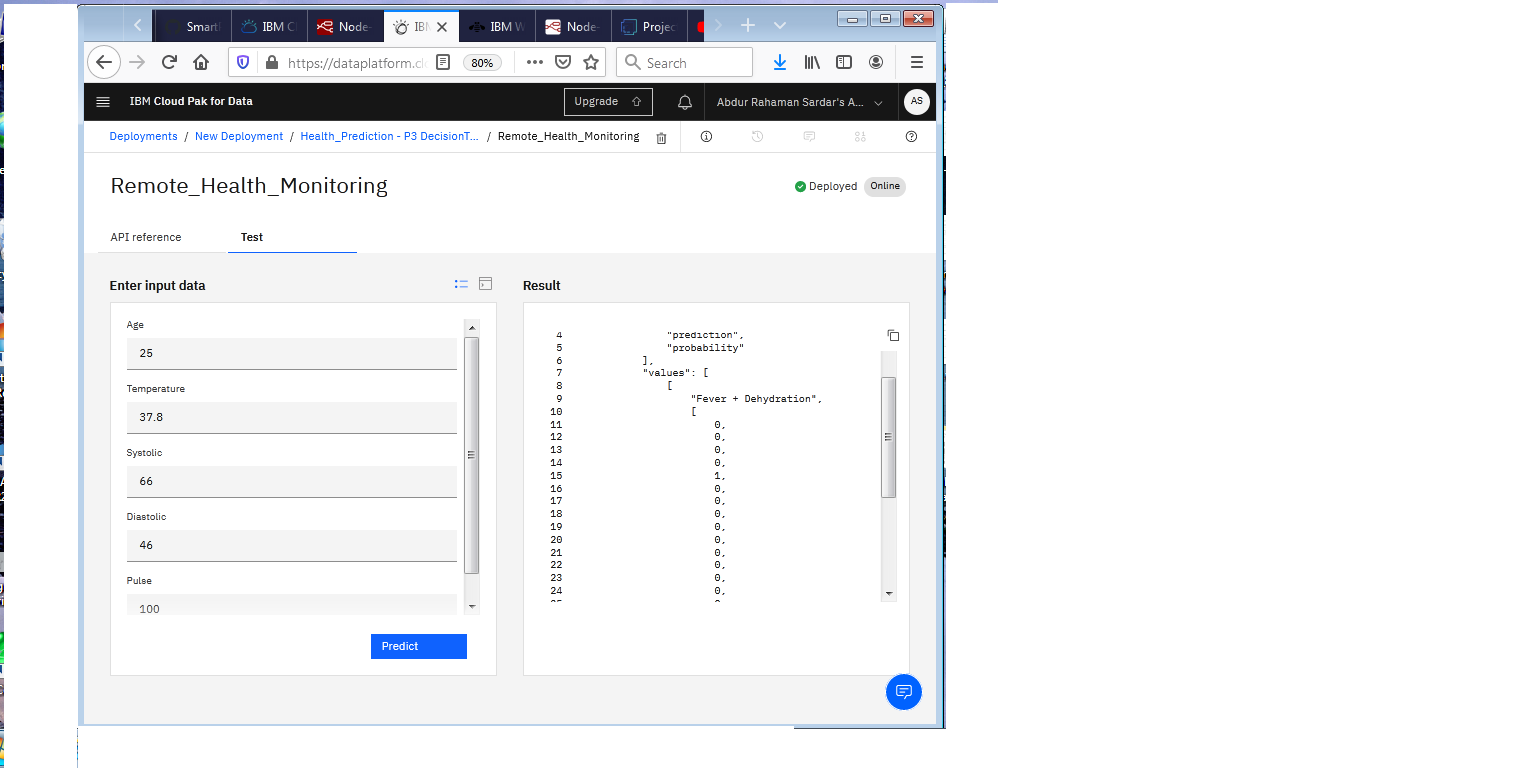 Smart IBM C Node- IBM IBM W Node- Projec
https://dataplatform.cl 80% Search
IBM Cloud Pak for Data Upgrade Abdur Rahaman Sardar's A... AS
Deployments / New Deployment / Health_Prediction - P3 DecisionT... / Remote_Health_Monitoring
Remote_Health_Monitoring Deployed Online
API reference Test
Enter input data
Age
25
Temperature
37.8
Systolic
66
Diastolic
46
Pulse
100
Predict
Result
4 "prediction",
5 "probability"
6 ],
7 "values": [
8 [
9 "Fever + Dehydration",
10 [
11 0,
12 0,
13 0,
14 0,
15 1,
16 0,
17 0,
18 0,
19 0,
20 0,
21 0,
22 0,
23 0,
24 0,